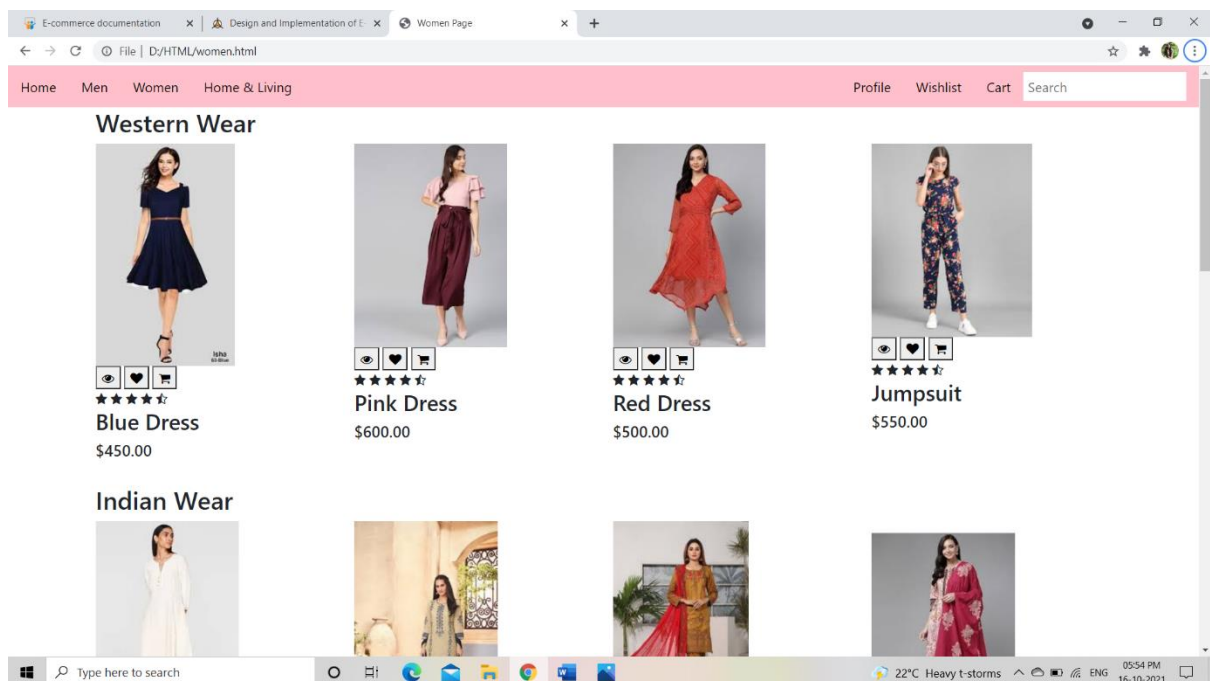 E-commerce documentation
Design and Implementation of E-
Women Page
File | D:/HTML/women.html
Home Men Women Home & Living Profile Wishlist Cart Search
Western Wear
Isha
Blue Dress
$450.00
Pink Dress
$600.00
Red Dress
$500.00
Jumpsuit
$550.00
Indian Wear
Type here to search
22°C Heavy t-storms
ENG
05:54 PM
16-10-2021